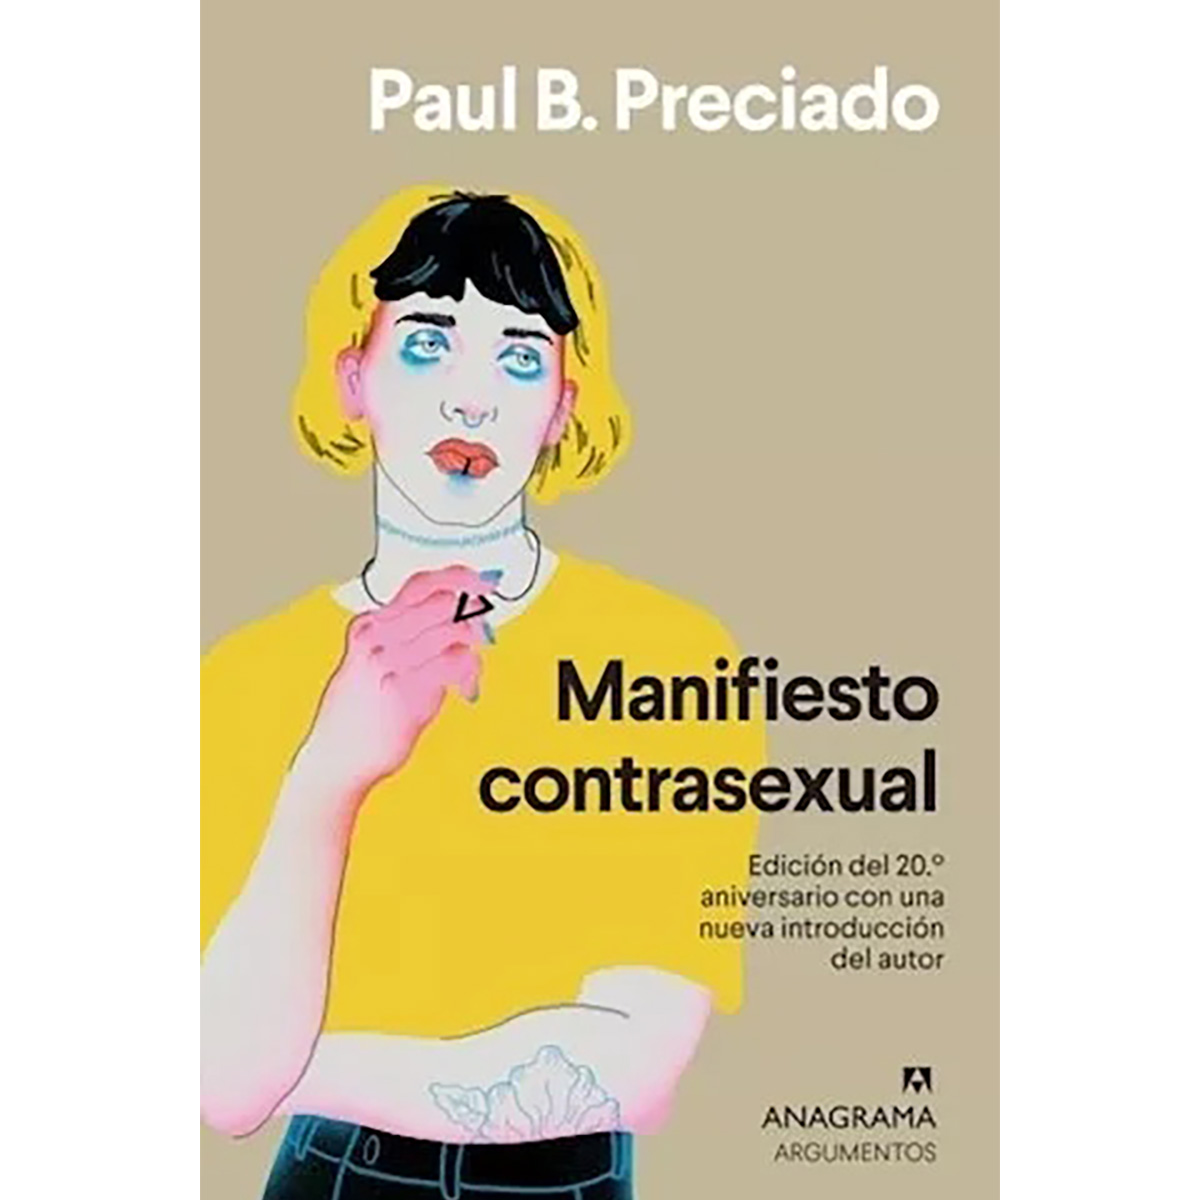 Paul B. Preciado
Manifiesto
contrasexual
Edición del 20.º
aniversario con una
nueva introducción
del autor
ANAGRAMA
ARGUMENTOS